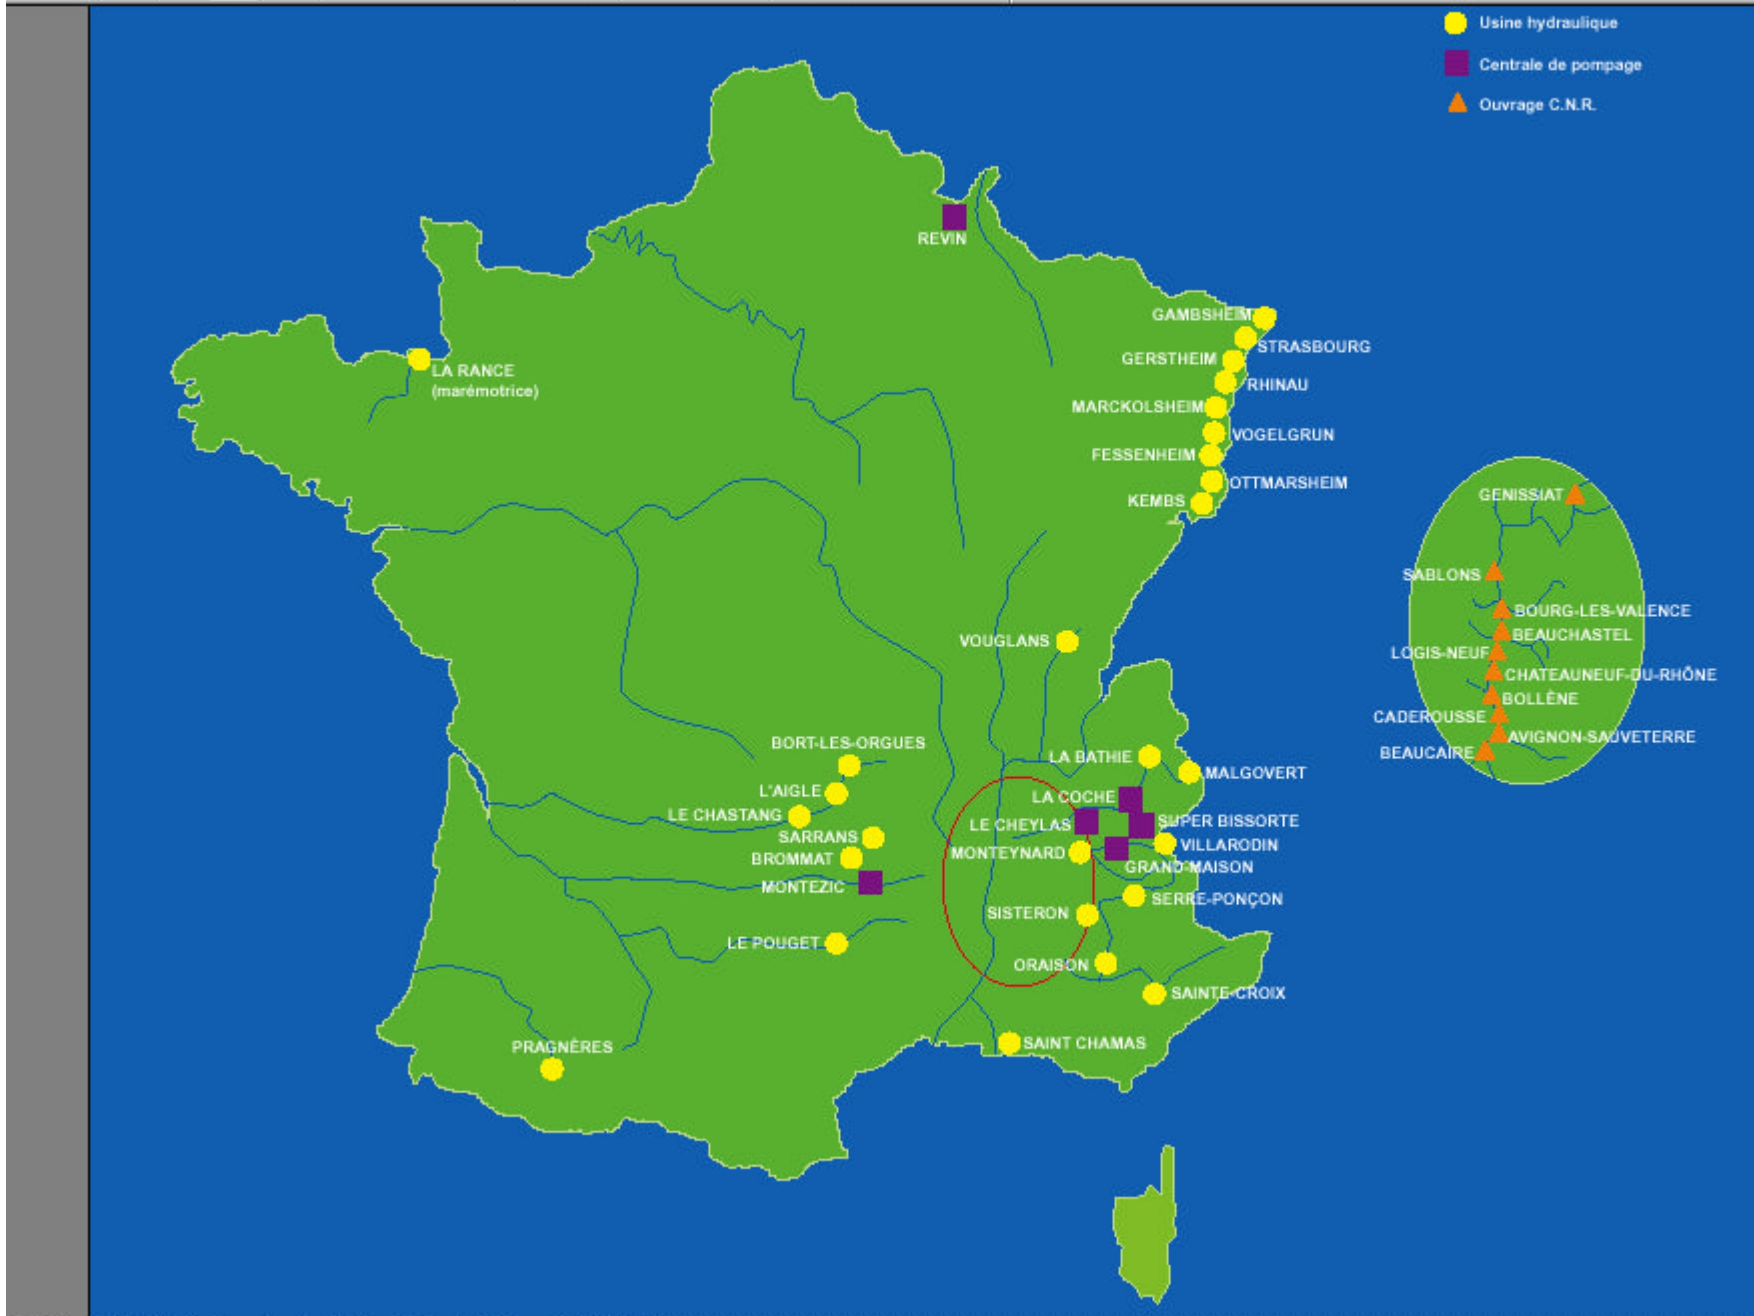 Usine hydraulique
Centrale de pompage
Ouvrage C.N.R.
REVIN
GAMBSHEIM
STRASBOURG
GERSTHEIM
LA RANCE
(marémotrice)
RHINAU
MARCKOLSHEIM
VOGELGRUN
FESSENHEIM
OTTMARSHEIM
KEMBS
GENISSIAT
SABLONS
BOURG-LES-VALENCE
BEAUCHASTEL
LOGIS-NEUF
CHATEAUNEUF-DU-RHÔNE
BOLLÈNE
CADEROUSSE
AVIGNON-SAUVETERRE
BEAUCAIRE
VOUGLANS
BORT-LES-ORGUES
LA BATHIE
MALGOVERT
L'AIGLE
LA COCHE
LE CHASTANG
LE CHEYLAS
SUPER BISSORTE
SARRANS
VILLARODIN
BROMMAT
MONTEYNARD
GRAND-MAISON
MONTEZIC
SERRE-PONÇON
SISTERON
LE POUGET
ORAISON
SAINTE-CROIX
SAINT CHAMAS
PRAGNÈRES